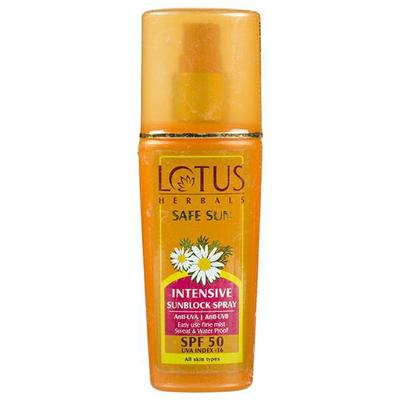 LOTUS
HERBALS
SAFE SUN
INTENSIVE
SUNBLOCK SPRAY
Anti-UVA | Anti-UVB
Easy use fine mist
Sweat & Water Proof
SPF 50
UVA INDEX-16
All skin types